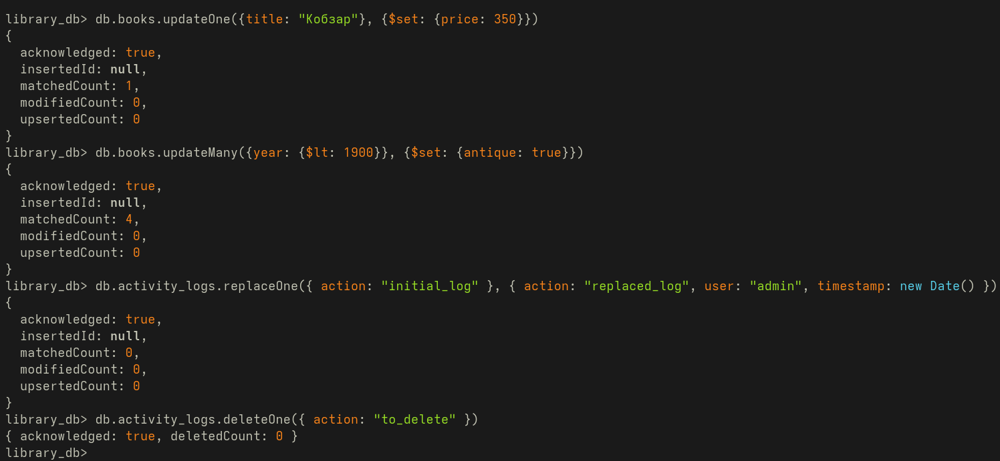 library_db> db.books.updateOne({title: "Кобзар"}, {$set: {price: 350}})
{
  acknowledged: true,
  insertedId: null,
  matchedCount: 1,
  modifiedCount: 0,
  upsertedCount: 0
}
library_db> db.books.updateMany({year: {$lt: 1900}}, {$set: {antique: true}})
{
  acknowledged: true,
  insertedId: null,
  matchedCount: 4,
  modifiedCount: 0,
  upsertedCount: 0
}
library_db> db.activity_logs.replaceOne({ action: "initial_log" }, { action: "replaced_log", user: "admin", timestamp: new Date() })
{
  acknowledged: true,
  insertedId: null,
  matchedCount: 0,
  modifiedCount: 0,
  upsertedCount: 0
}
library_db> db.activity_logs.deleteOne({ action: "to_delete" })
{ acknowledged: true, deletedCount: 0 }
library_db>